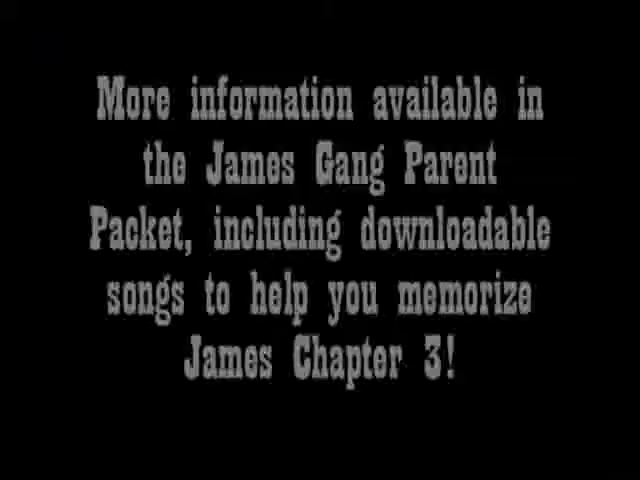 More information available in
the James Gang Parent
Packet, including downloadable
songs to help you memorize
James Chapter 3!